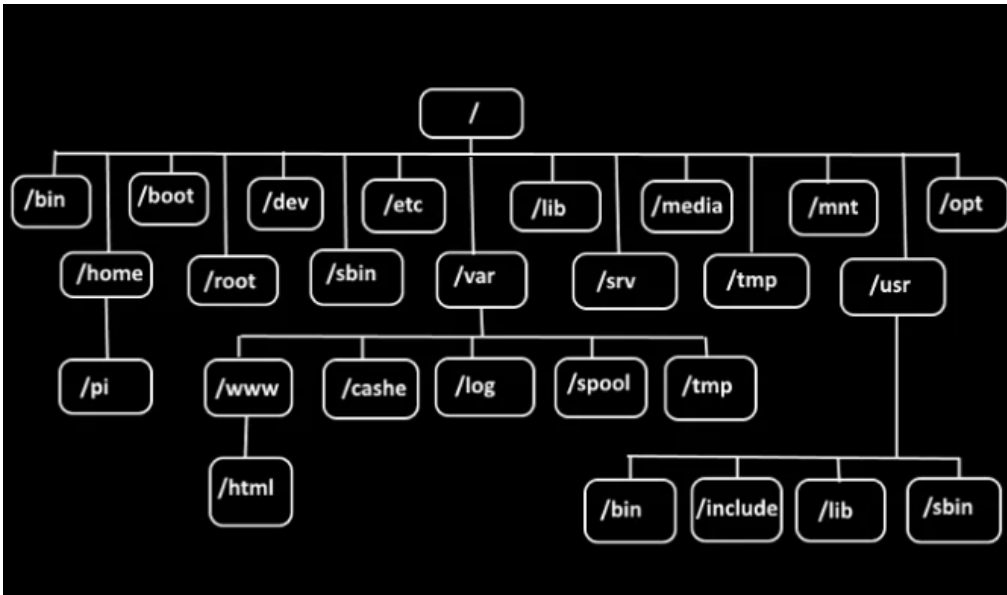 /
/bin
/boot
/dev
/etc
/lib
/media
/mnt
/opt
/home
/root
/sbin
/var
/srv
/tmp
/usr
/pi
/www
/cashe
/log
/spool
/tmp
/html
/bin
/include
/lib
/sbin